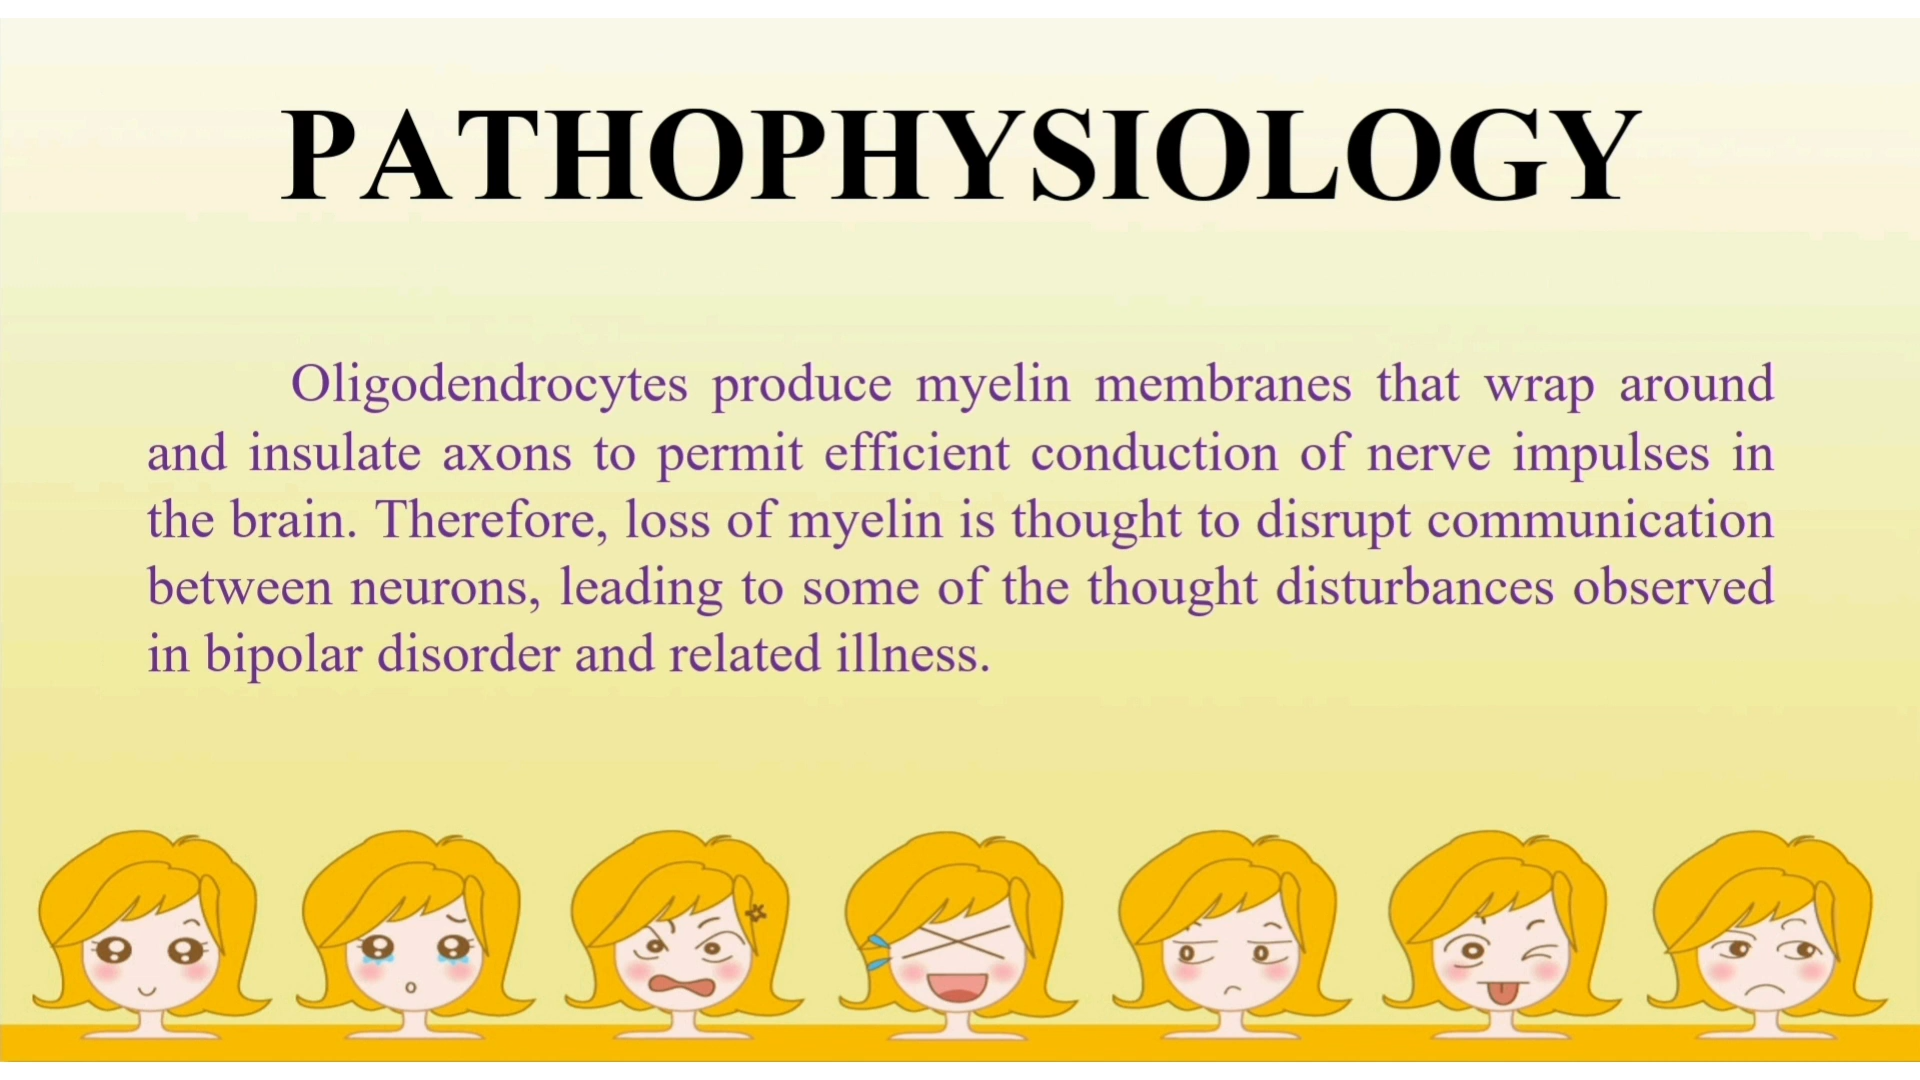 PATHOPHYSIOLOGY
Oligodendrocytes produce myelin membranes that wrap around
and insulate axons to permit efficient conduction of nerve impulses in
the brain. Therefore, loss of myelin is thought to disrupt communication
between neurons, leading to some of the thought disturbances observed
in bipolar disorder and related illness.